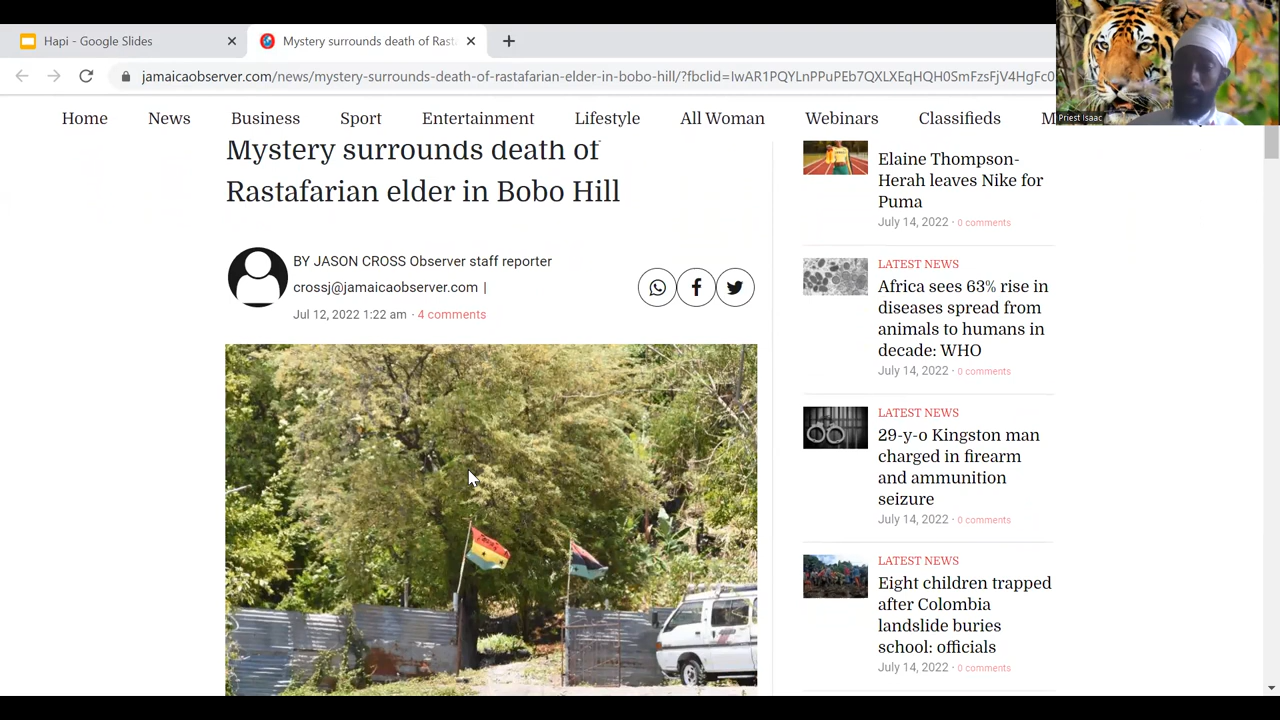 Hapi - Google Slides
Mystery surrounds death of Rast
jamaicaobserver.com/news/mystery-surrounds-death-of-rastafarian-elder-in-bobo-hill/?fbclid=IwAR1PQYLnPPuPEb7QXLXEqHQH0SmFzsFjV4HgFc0
Priest Isaac
Home News Business Sport Entertainment Lifestyle All Woman Webinars Classifieds M
Mystery surrounds death of
Rastafarian elder in Bobo Hill
BY JASON CROSS Observer staff reporter
crossj@jamaicaobserver.com |
Jul 12, 2022 1:22 am · 4 comments
Elaine Thompson-
Herah leaves Nike for
Puma
July 14, 2022 · 0 comments
LATEST NEWS
Africa sees 63% rise in
diseases spread from
animals to humans in
decade: WHO
July 14, 2022 · 0 comments
LATEST NEWS
29-y-o Kingston man
charged in firearm
and ammunition
seizure
July 14, 2022 · 0 comments
LATEST NEWS
Eight children trapped
after Colombia
landslide buries
school: officials
July 14, 2022 · 0 comments